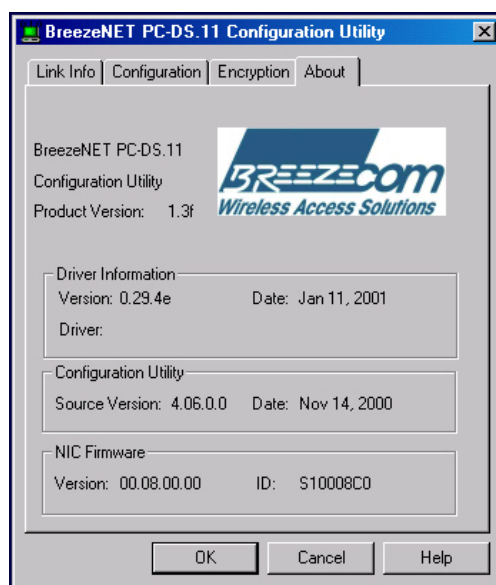 BreezeNET PC-DS.11 Configuration Utility
Link Info Configuration Encryption About
BreezeNET PC-DS.11
Configuration Utility
Product Version: 1.3f
BREEZECOM
Wireless Access Solutions
Driver Information
Version: 0.29.4e Date: Jan 11, 2001
Driver:
Configuration Utility
Source Version: 4.06.0.0 Date: Nov 14, 2000
NIC Firmware
Version: 00.08.00.00 ID: S10008C0
OK Cancel Help